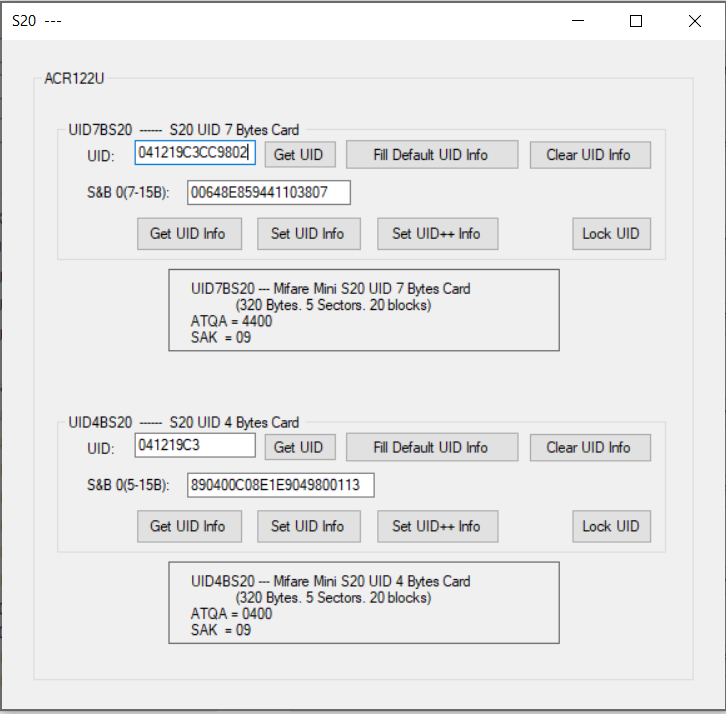 S20 ---
ACR122U
UID7BS20 ------ S20 UID 7 Bytes Card
UID: 041219C3CC9802 Get UID Fill Default UID Info Clear UID Info
S&B 0(7-15B): 00648E859441103807
Get UID Info Set UID Info Set UID++ Info Lock UID
UID7BS20 --- Mifare Mini S20 UID 7 Bytes Card
(320 Bytes. 5 Sectors. 20 blocks)
ATQA = 4400
SAK = 09
UID4BS20 ------ S20 UID 4 Bytes Card
UID: 041219C3 Get UID Fill Default UID Info Clear UID Info
S&B 0(5-15B): 890400C08E1E9049800113
Get UID Info Set UID Info Set UID++ Info Lock UID
UID4BS20 --- Mifare Mini S20 UID 4 Bytes Card
(320 Bytes. 5 Sectors. 20 blocks)
ATQA = 0400
SAK = 09